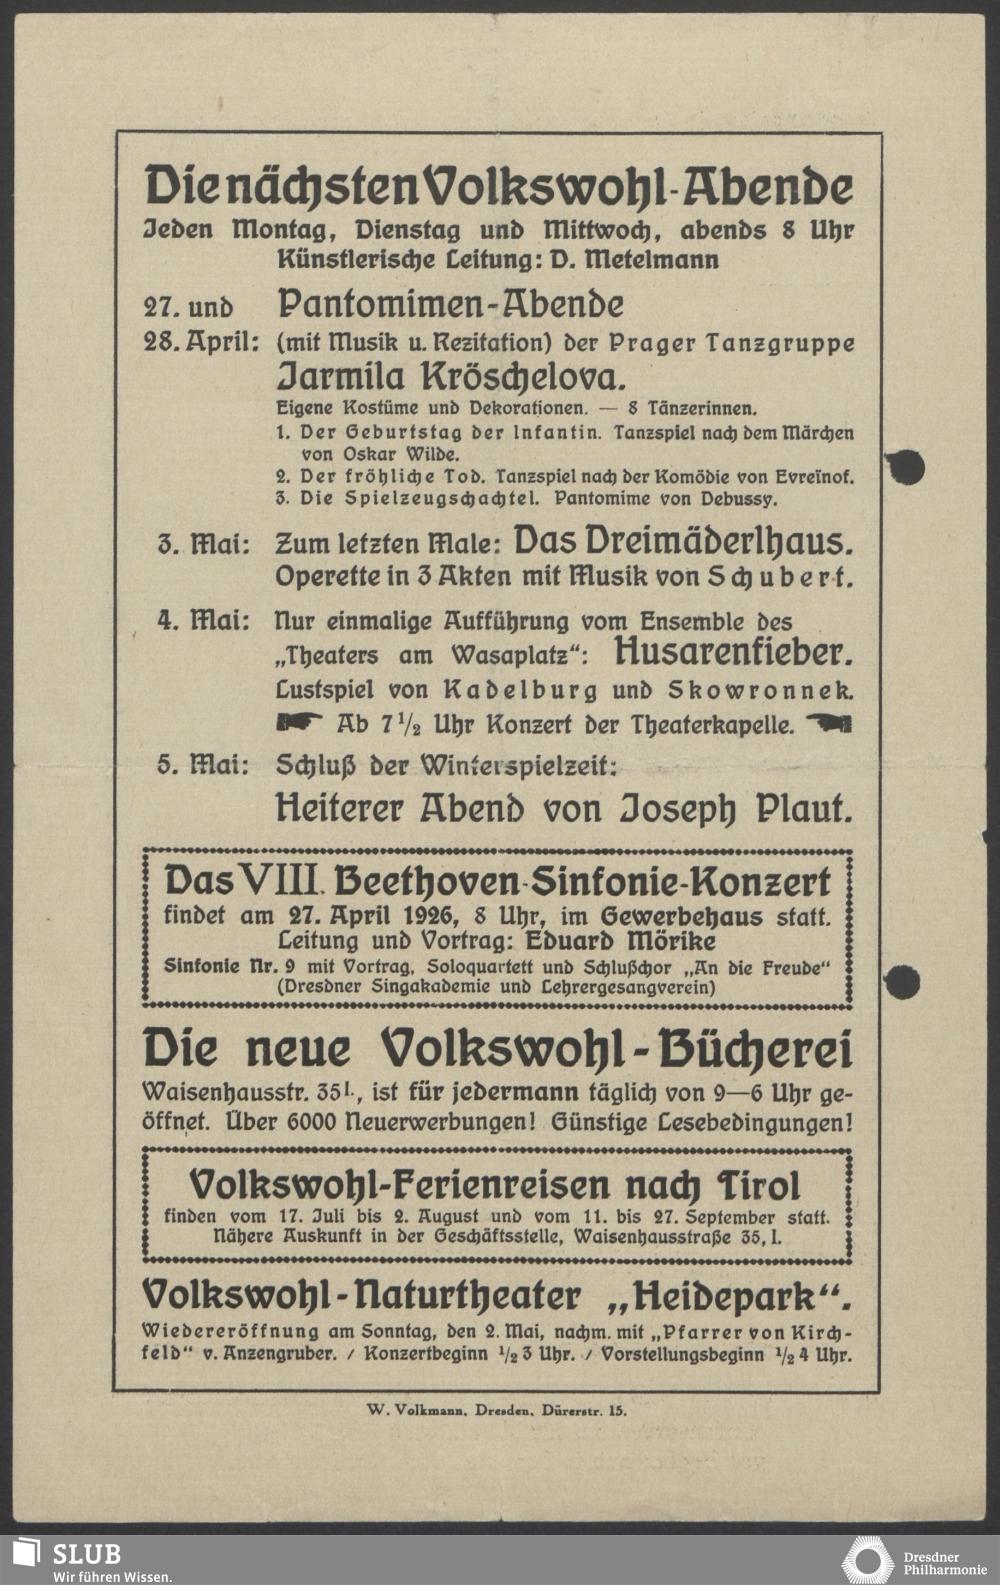 Die nächsten Volkswohl-Abende
Jeden Montag, Dienstag und Mittwoch, abends 8 Uhr
Künstlerische Leitung: D. Metelmann
27. und Pantomimen-Abende
28. April: (mit Musik u. Rezitation) der Prager Tanzgruppe
Jarmila Kröschelova.
Eigene Kostüme und Dekorationen. — 8 Tänzerinnen.
1. Der Geburtstag der Infantin. Tanzspiel nach dem Märchen
von Oskar Wilde.
2. Der fröhliche Tod. Tanzspiel nach der Komödie von Evreïnof.
3. Die Spielzeugschachtel. Pantomime von Debussy.
3. Mai: Zum letzten Male: Das Dreimäderlhaus.
Operette in 3 Akten mit Musik von Schubert.
4. Mai: Nur einmalige Aufführung vom Ensemble des
„Theaters am Wasaplatz“: Husarenfieber.
Lustspiel von Kadelburg und Skowronnek.
Ab 7 1/2 Uhr Konzert der Theaterkapelle.
5. Mai: Schluß der Winterspielzeit:
Heiterer Abend von Joseph Plaut.
Das VIII. Beethoven-Sinfonie-Konzert
findet am 27. April 1926, 8 Uhr, im Gewerbehaus statt.
Leitung und Vortrag: Eduard Mörike
Sinfonie Nr. 9 mit Vortrag, Soloquartett und Schlußchor „An die Freude“
(Dresdner Singakademie und Lehrergesangverein)
Die neue Volkswohl-Bücherei
Waisenhausstr. 35 I., ist für jedermann täglich von 9—6 Uhr ge-
öffnet. Über 6000 Neuerwerbungen! Günstige Lesebedingungen!
Volkswohl-Ferienreisen nach Tirol
finden vom 17. Juli bis 2. August und vom 11. bis 27. September statt.
Nähere Auskunft in der Geschäftsstelle, Waisenhausstraße 35, I.
Volkswohl-Naturtheater „Heidepark“.
Wiedereröffnung am Sonntag, den 2. Mai, nachm. mit „Pfarrer von Kirch-
feld“ v. Anzengruber. / Konzertbeginn 1/2 3 Uhr. / Vorstellungsbeginn 1/2 4 Uhr.
W. Volkmann, Dresden, Dürerstr. 15.
SLUB
Wir führen Wissen.
Dresdner
Philharmonie